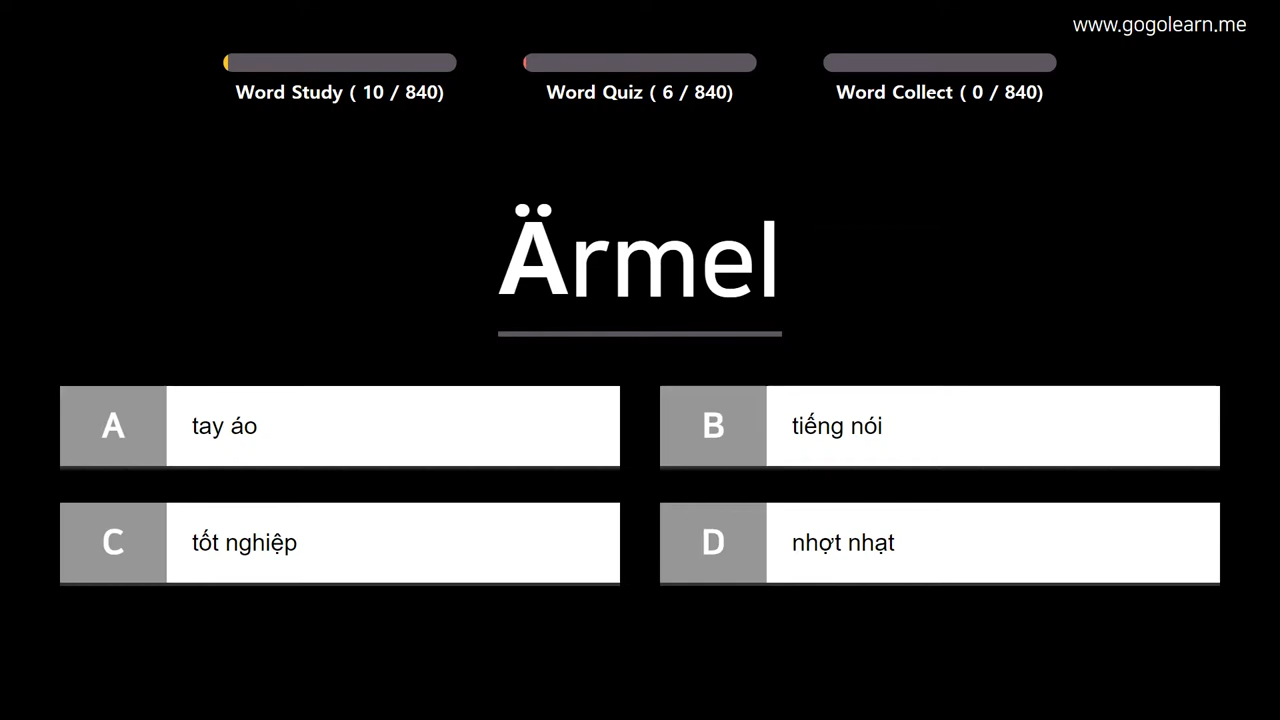 www.gogolearn.me
Word Study ( 10 / 840)
Word Quiz ( 6 / 840)
Word Collect ( 0 / 840)
Ärmel
A
tay áo
B
tiếng nói
C
tốt nghiệp
D
nhợt nhạt